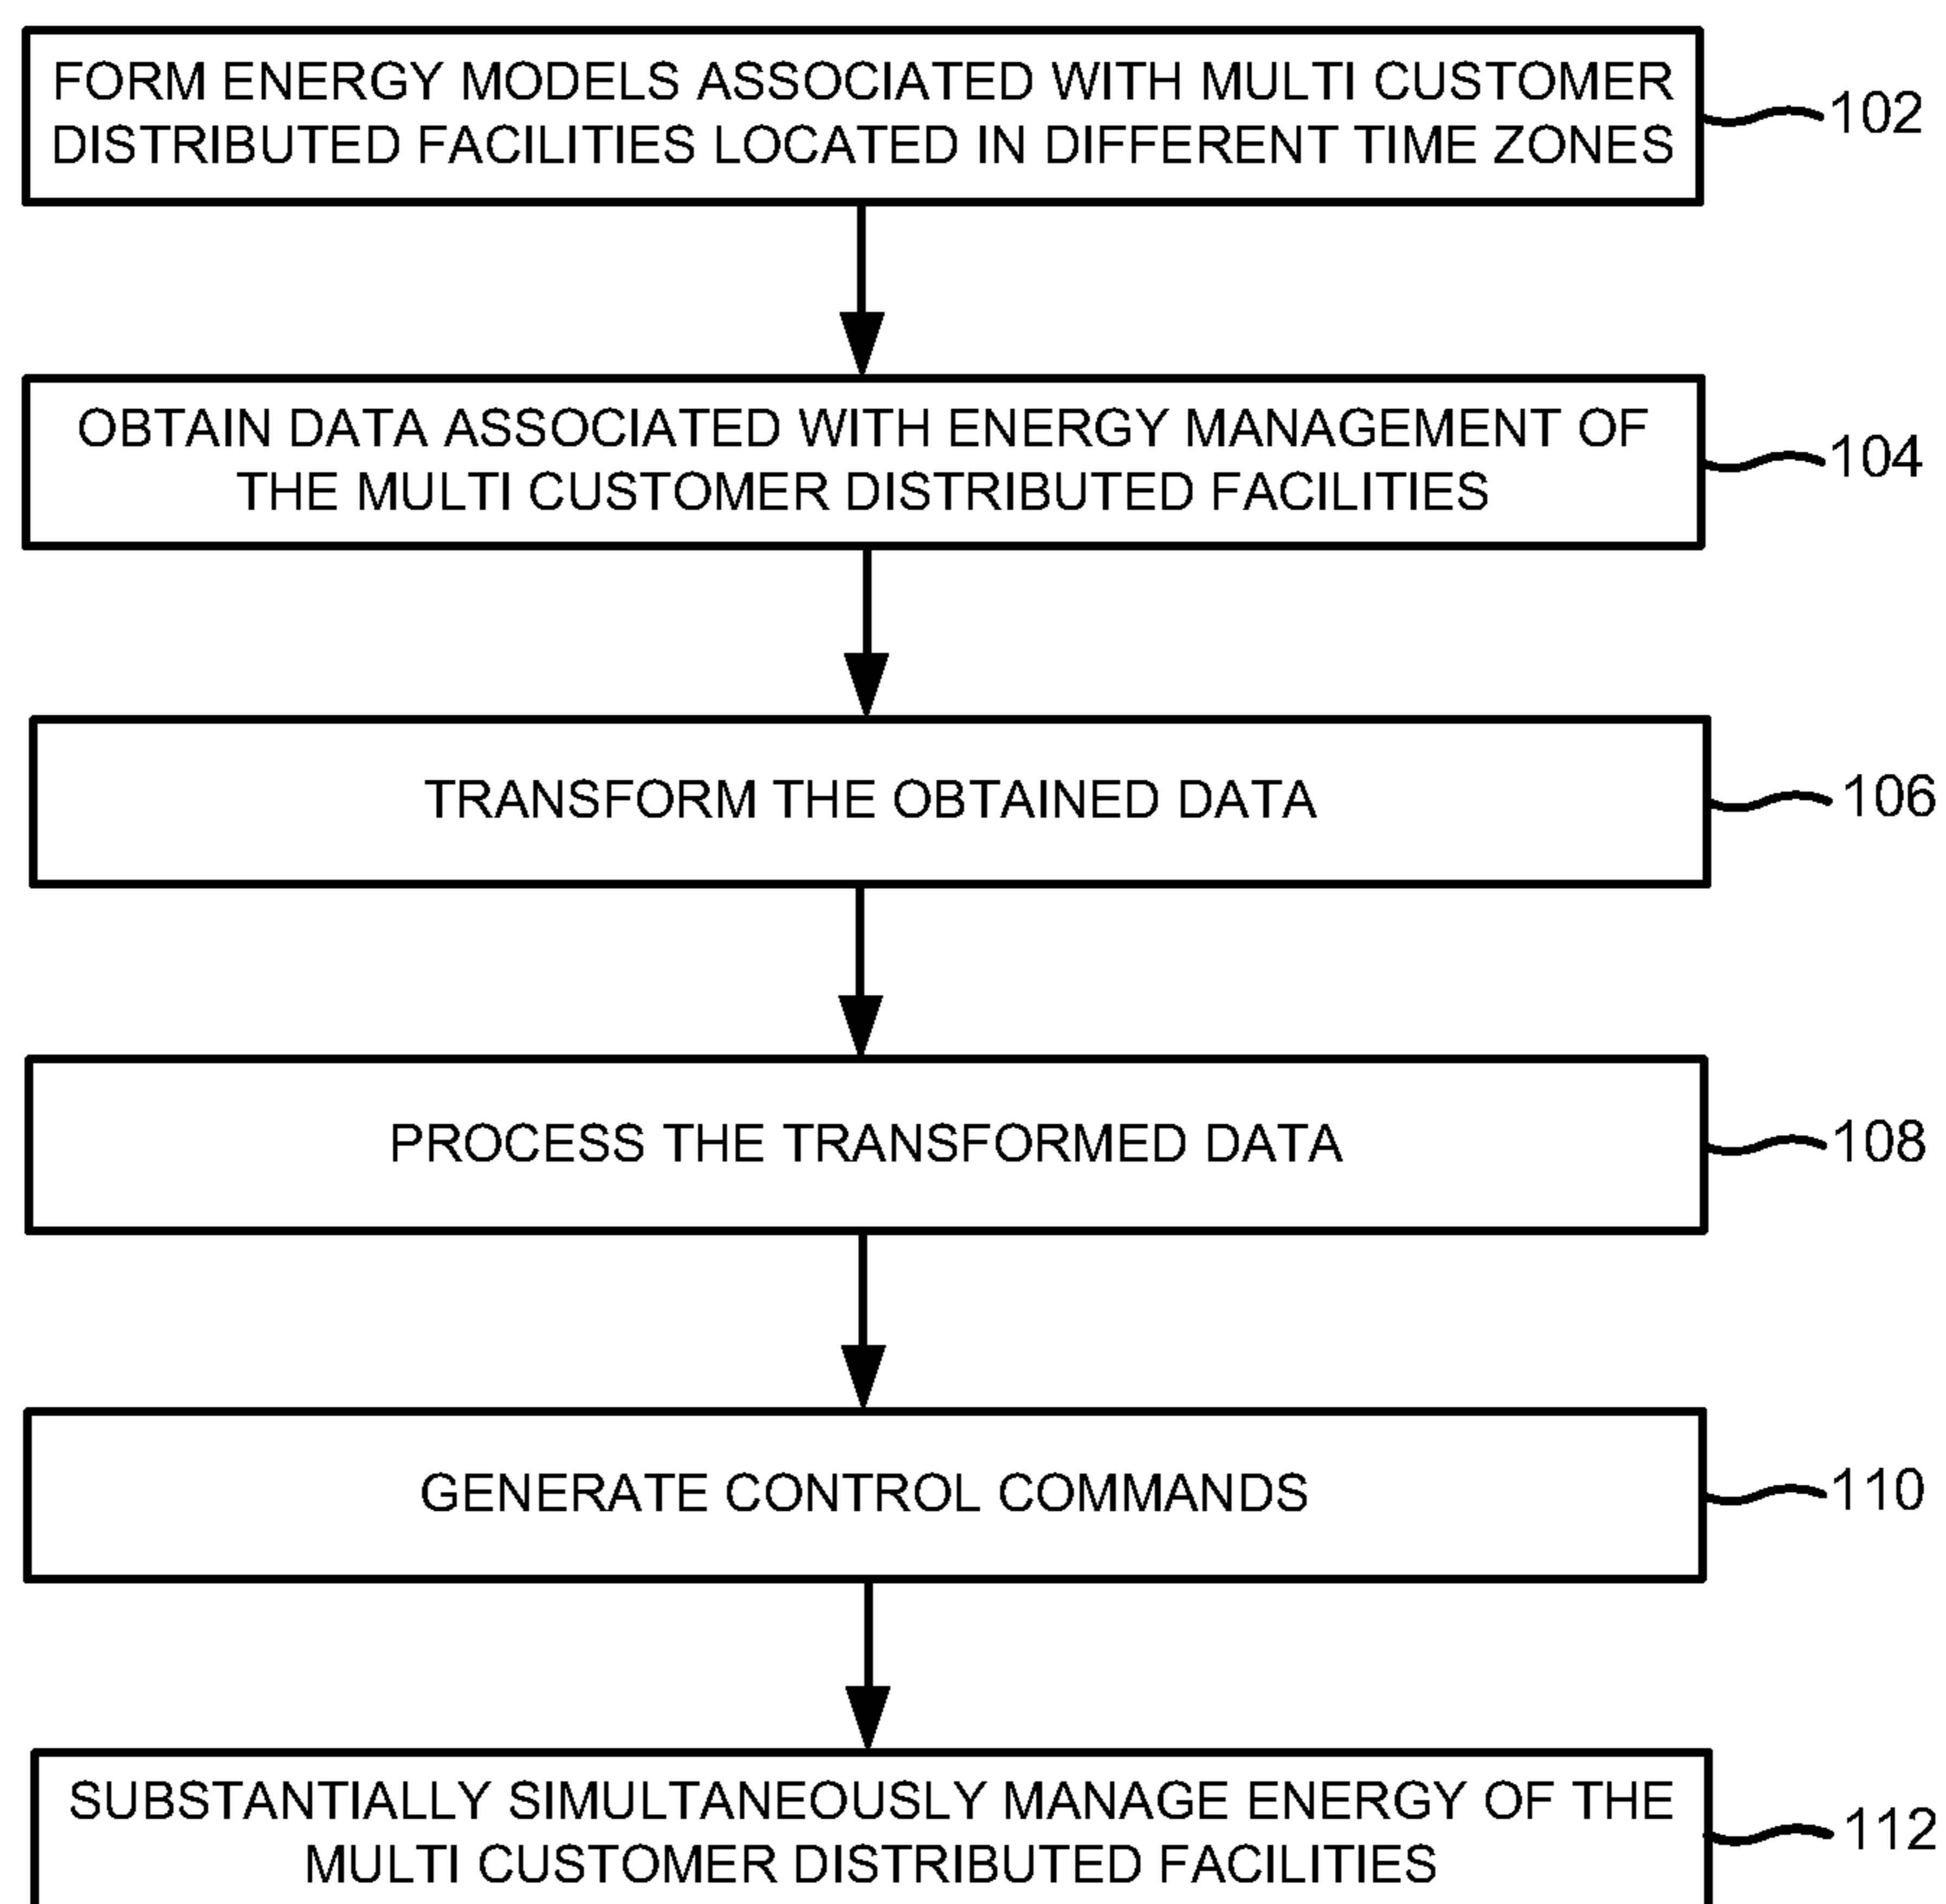 FORM ENERGY MODELS ASSOCIATED WITH MULTI CUSTOMER
DISTRIBUTED FACILITIES LOCATED IN DIFFERENT TIME ZONES
102
OBTAIN DATA ASSOCIATED WITH ENERGY MANAGEMENT OF
THE MULTI CUSTOMER DISTRIBUTED FACILITIES
104
TRANSFORM THE OBTAINED DATA
106
PROCESS THE TRANSFORMED DATA
108
GENERATE CONTROL COMMANDS
110
SUBSTANTIALLY SIMULTANEOUSLY MANAGE ENERGY OF THE
MULTI CUSTOMER DISTRIBUTED FACILITIES
112